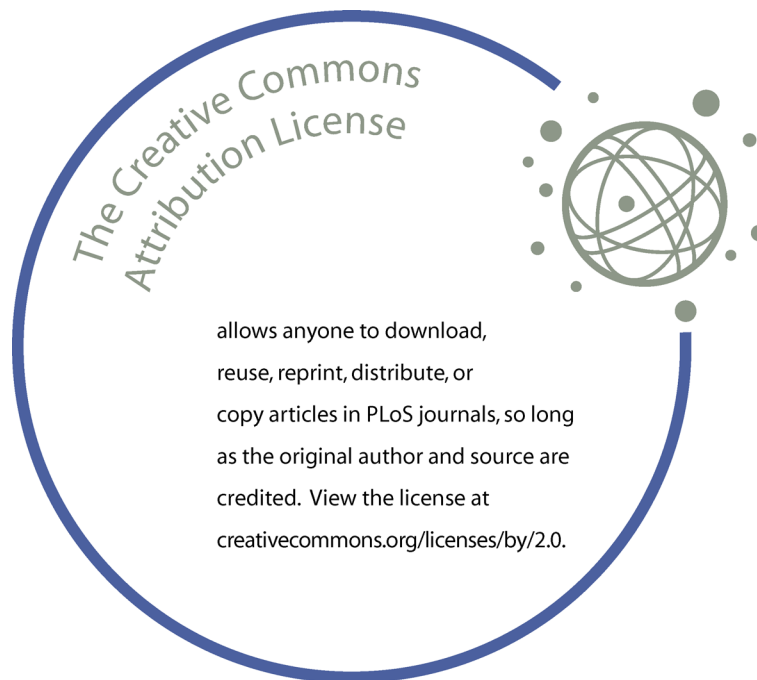 The Creative Commons
Attribution License
allows anyone to download,
reuse, reprint, distribute, or
copy articles in PLoS journals, so long
as the original author and source are
credited.  View the license at
creativecommons.org/licenses/by/2.0.